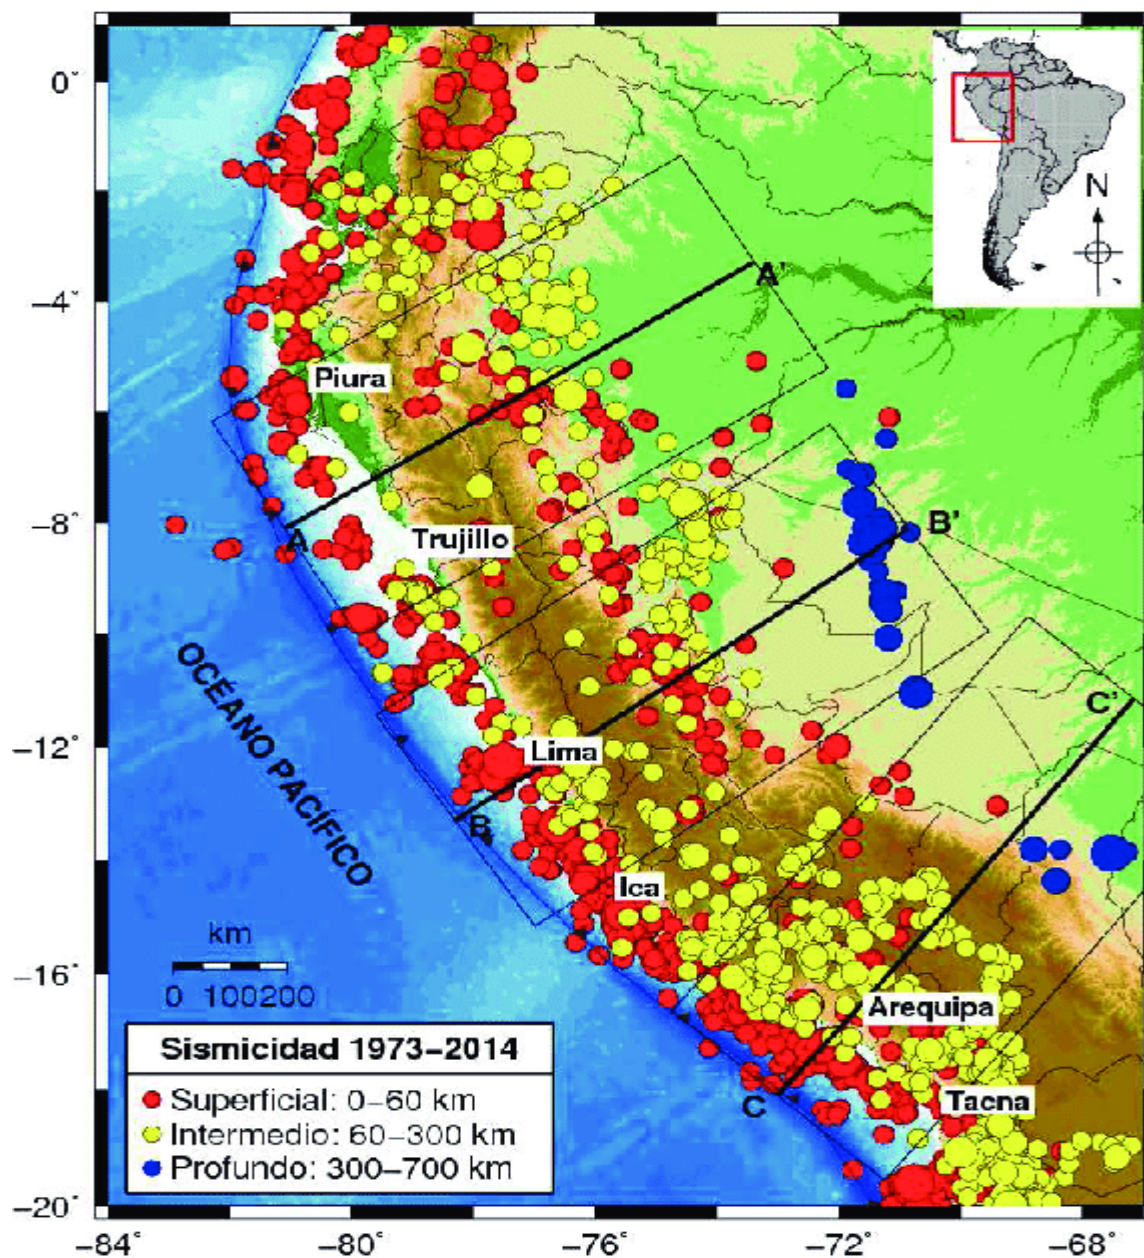 0°
−4°
−8°
−12°
−16°
−20°
−84°
−80°
−76°
−72°
−68°
N
A'
Piura
A
Trujillo
B'
OCÉANO PACÍFICO
C'
Lima
B
Ica
km
0 100200
Arequipa
C
Tacna
Sismicidad 1973−2014
Superficial: 0−60 km
Intermedio: 60−300 km
Profundo: 300−700 km